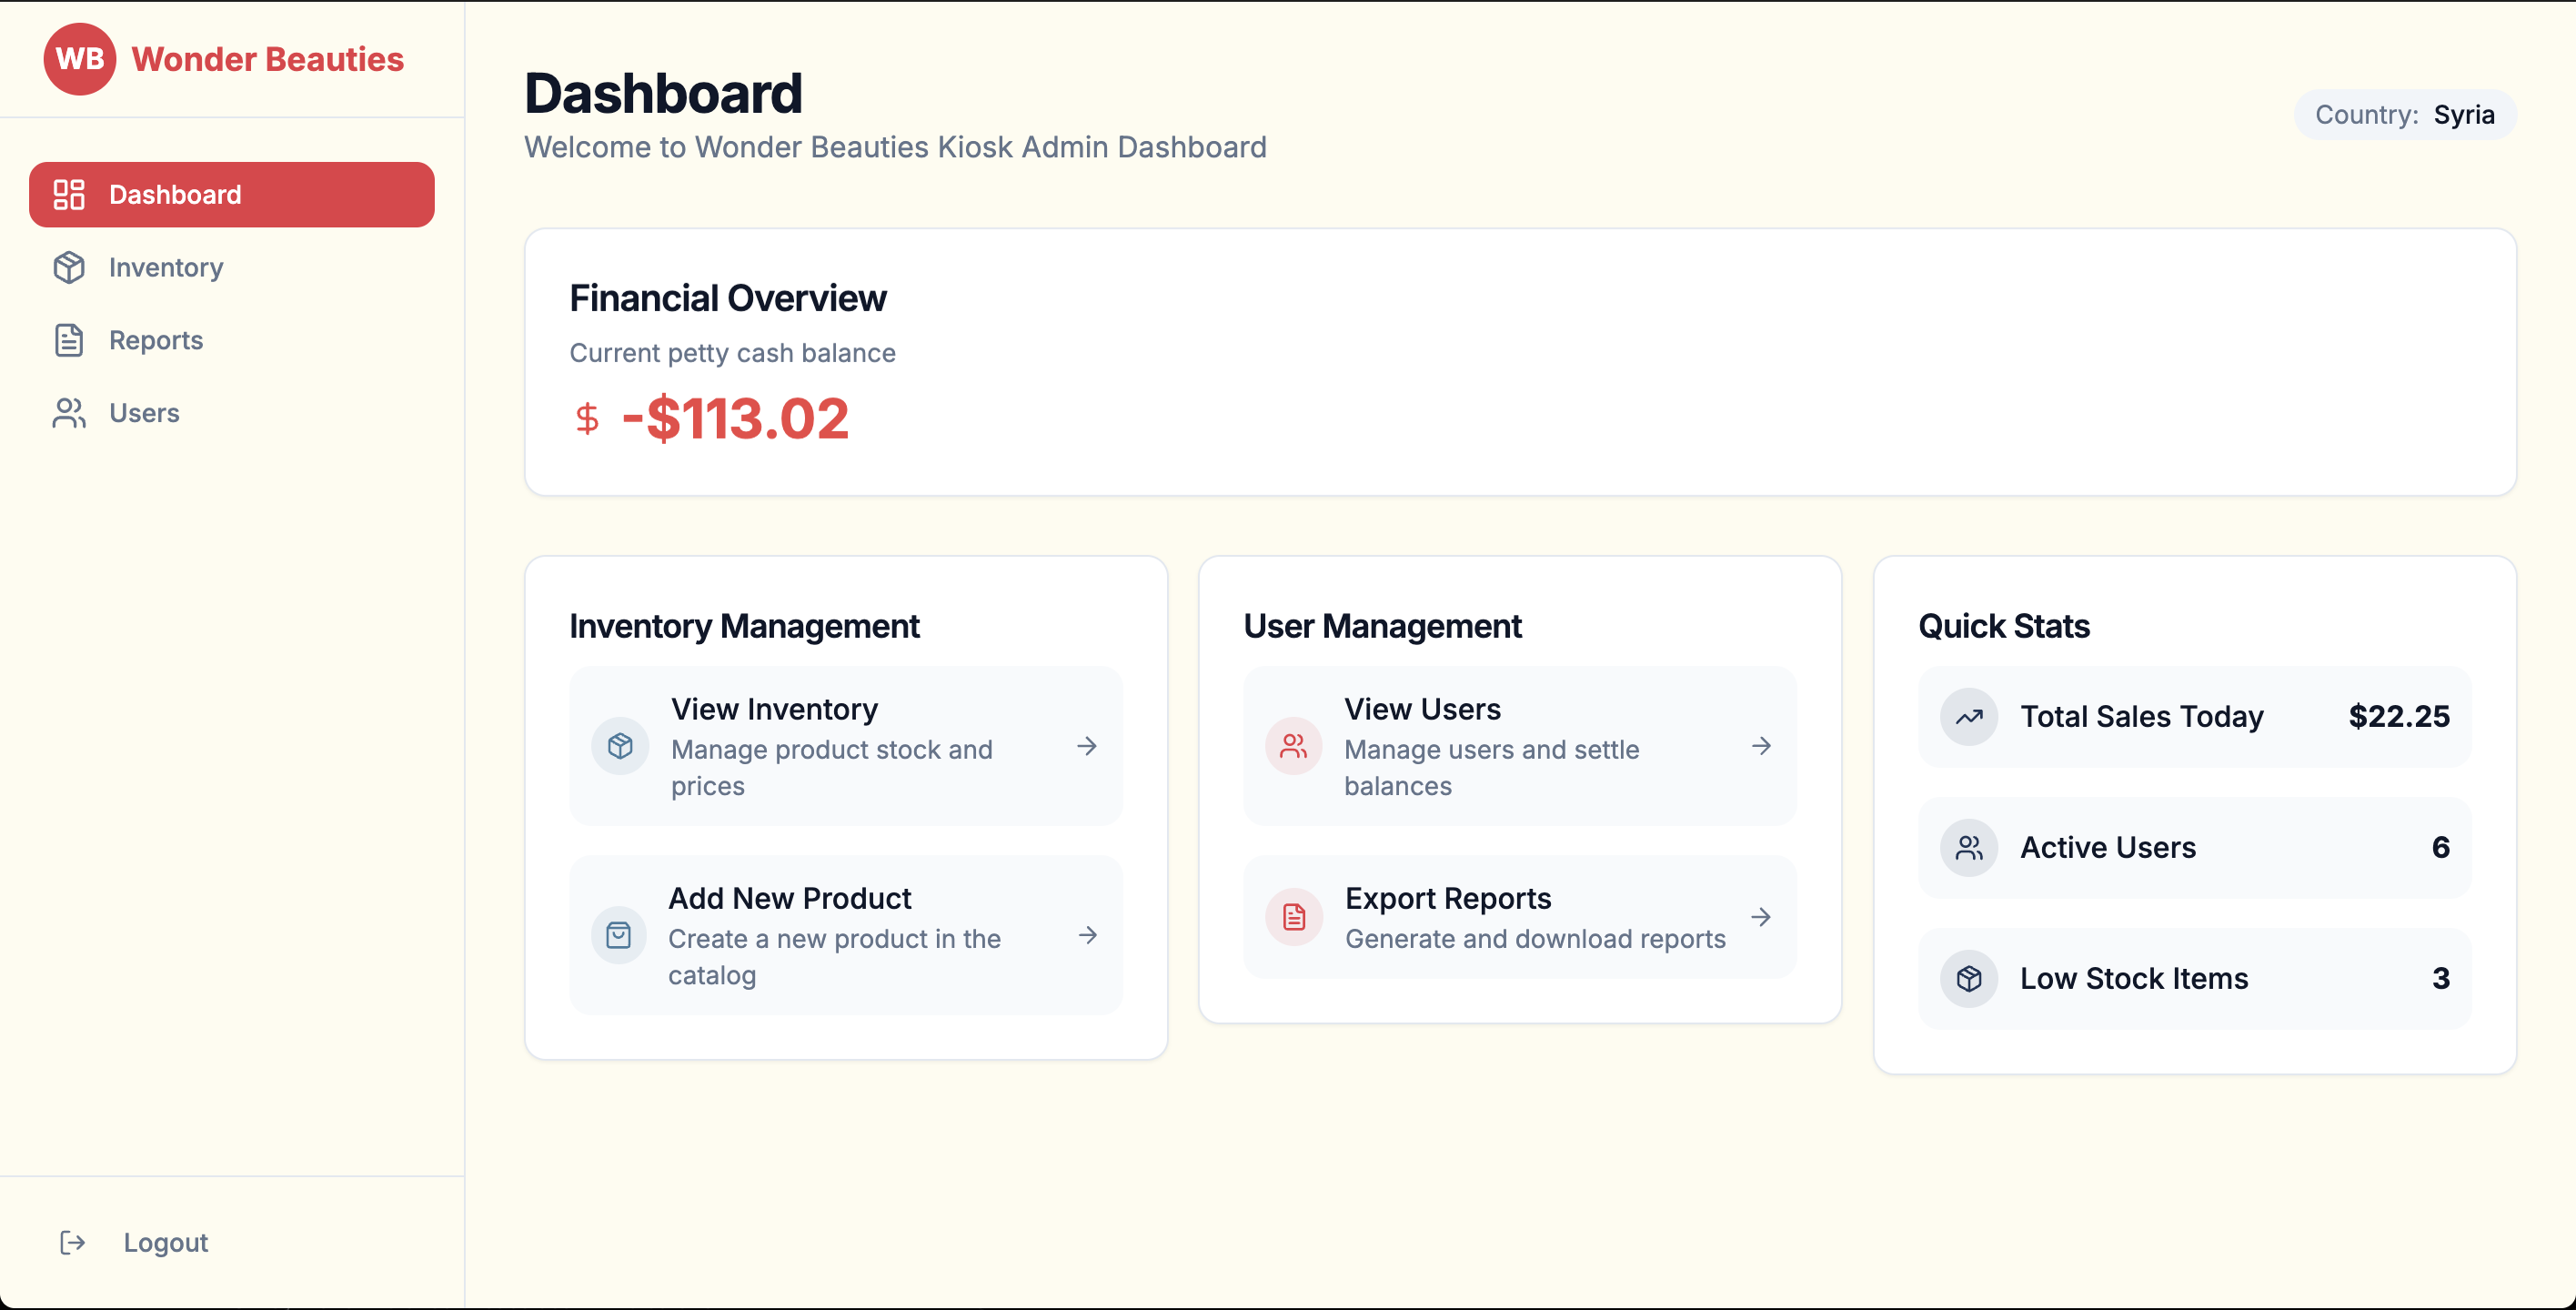 WB Wonder Beauties
Dashboard
Inventory
Reports
Users
Logout
Dashboard
Welcome to Wonder Beauties Kiosk Admin Dashboard
Country: Syria
Financial Overview
Current petty cash balance
$ -$113.02
Inventory Management
View Inventory
Manage product stock and
prices
Add New Product
Create a new product in the
catalog
User Management
View Users
Manage users and settle
balances
Export Reports
Generate and download reports
Quick Stats
Total Sales Today $22.25
Active Users 6
Low Stock Items 3